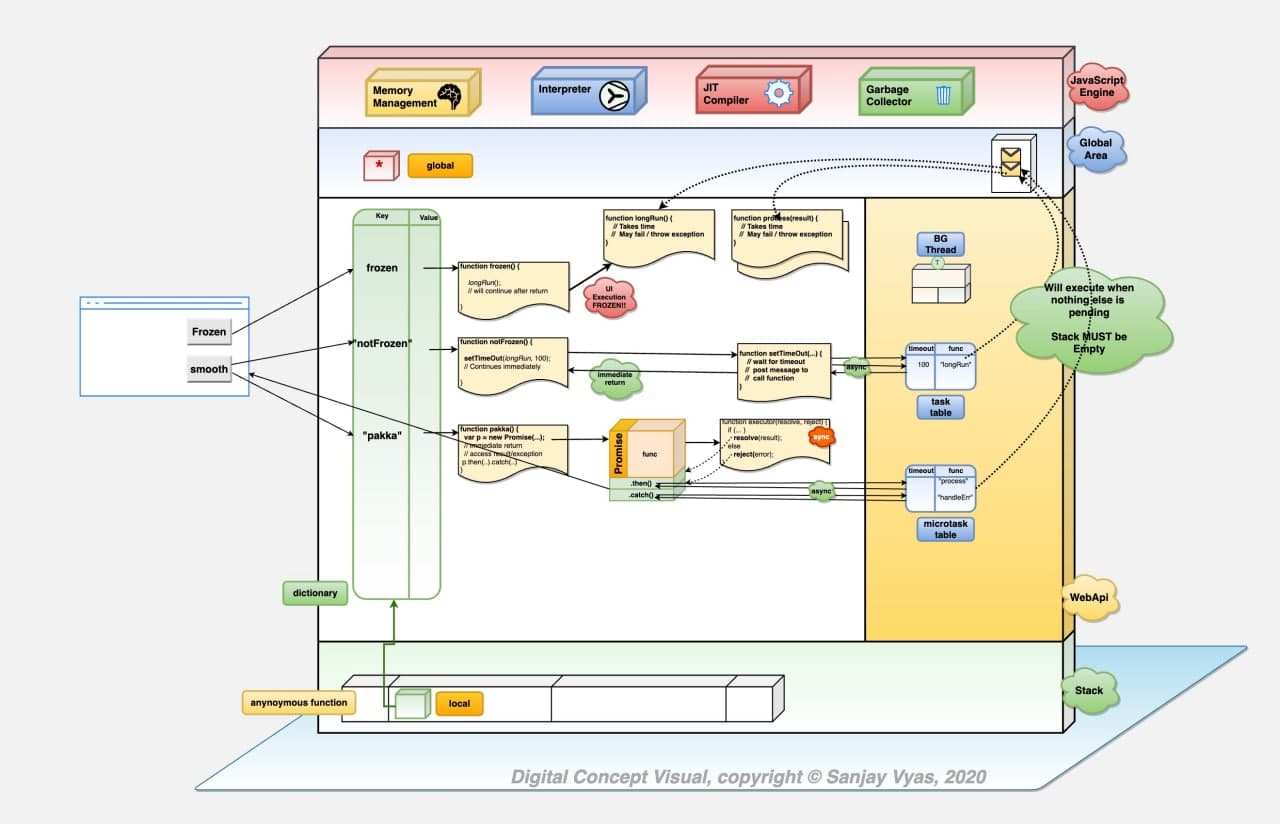 Memory
Management
Interpreter
JIT
Compiler
Garbage
Collector
JavaScript
Engine
*
global
Global
Area
Key
Value
frozen
"notFrozen"
"pakka"
Frozen
smooth
function frozen() {
longRun();
// will continue after return
}
UI
Execution
FROZEN!!
function longRun() {
// Takes time
// May fail / throw exception
}
function process(result) {
// Takes time
// May fail / throw exception
}
BG
Thread
T
Will execute when
nothing else is
pending
Stack MUST be
Empty
function notFrozen() {
setTimeOut(longRun, 100);
// Continues immediately
}
immediate
return
function setTimeOut(...) {
// wait for timeout
// post message to
// call function
}
async
timeout func
100 "longRun"
task
table
function pakka() {
var p = new Promise(...);
// immediate return
// access result/exception
p.then(..).catch(..)
}
Promise
func
.then()
.catch()
function executor(resolve, reject) {
if (... )
resolve(result);
else
reject(error);
sync
async
timeout func
"process"
"handleErr"
microtask
table
dictionary
WebApi
anynoymous function
local
Stack
Digital Concept Visual, copyright © Sanjay Vyas, 2020